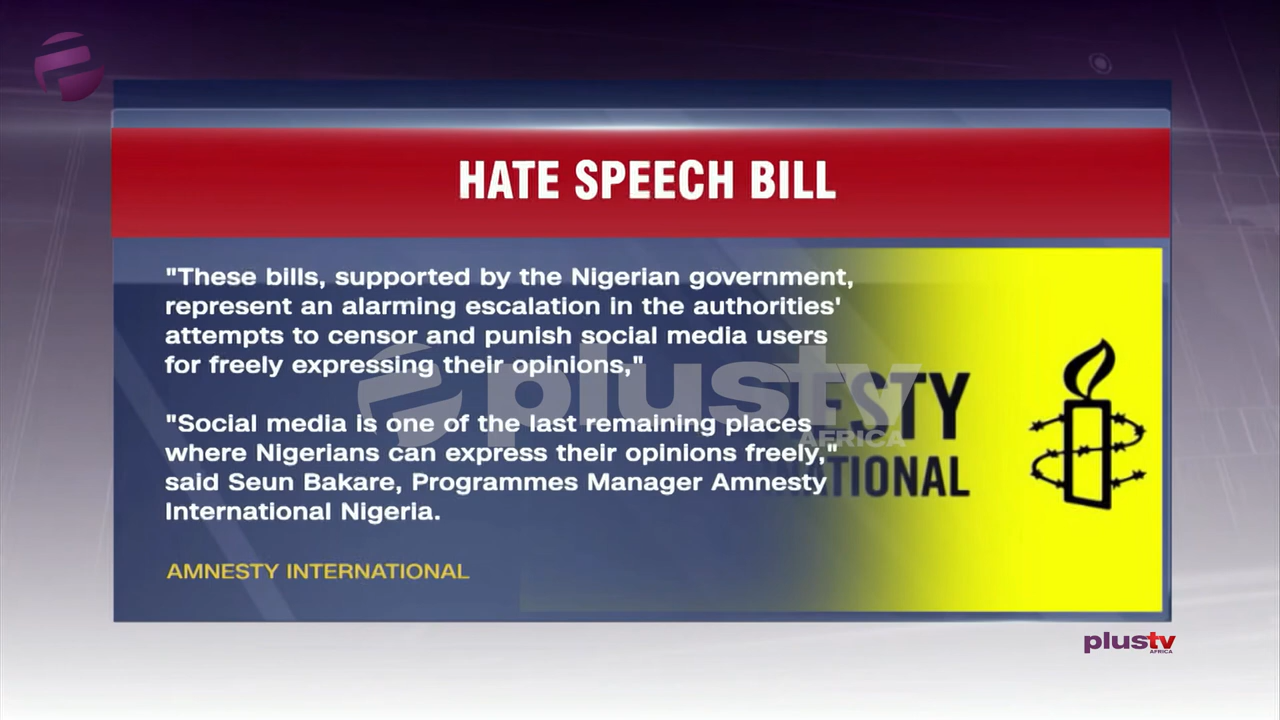 HATE SPEECH BILL
"These bills, supported by the Nigerian government,
represent an alarming escalation in the authorities'
attempts to censor and punish social media users
for freely expressing their opinions,"
"Social media is one of the last remaining places
where Nigerians can express their opinions freely,"
said Seun Bakare, Programmes Manager Amnesty
International Nigeria.
AMNESTY INTERNATIONAL
plustv
AFRICA
plustv
AFRICA